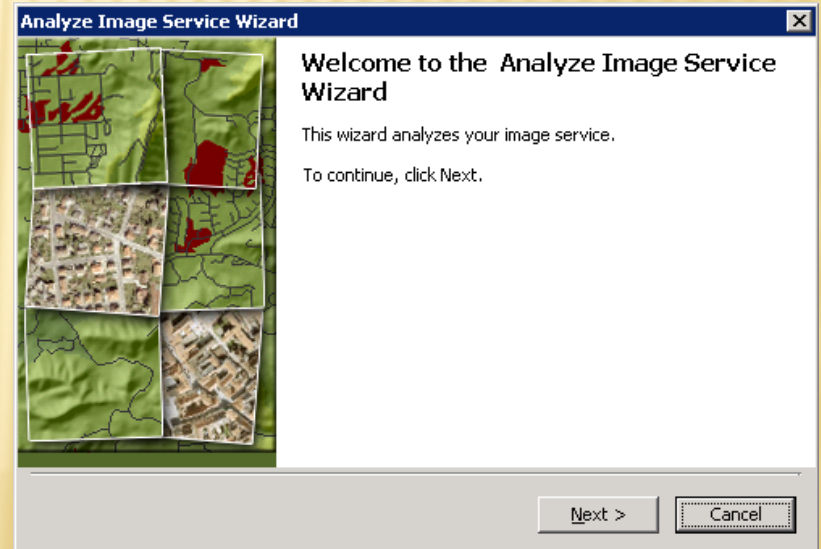 Analyze Image Service Wizard
Welcome to the Analyze Image Service
Wizard
This wizard analyzes your image service.
To continue, click Next.
Next >
Cancel